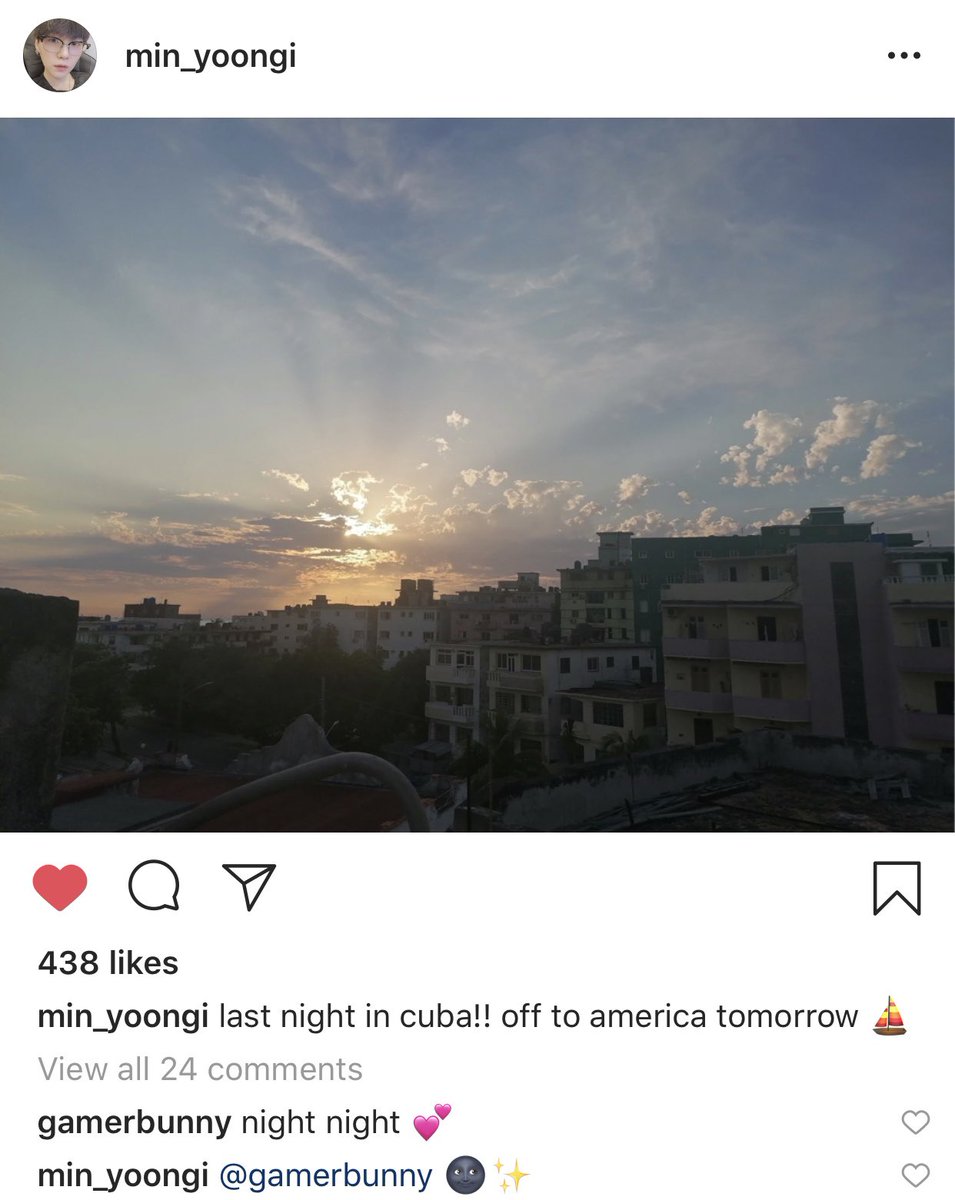 min_yoongi
438 likes
min_yoongi last night in cuba!! off to america tomorrow ⛵
View all 24 comments
gamerbunny night night 💕
min_yoongi @gamerbunny 🌚✨